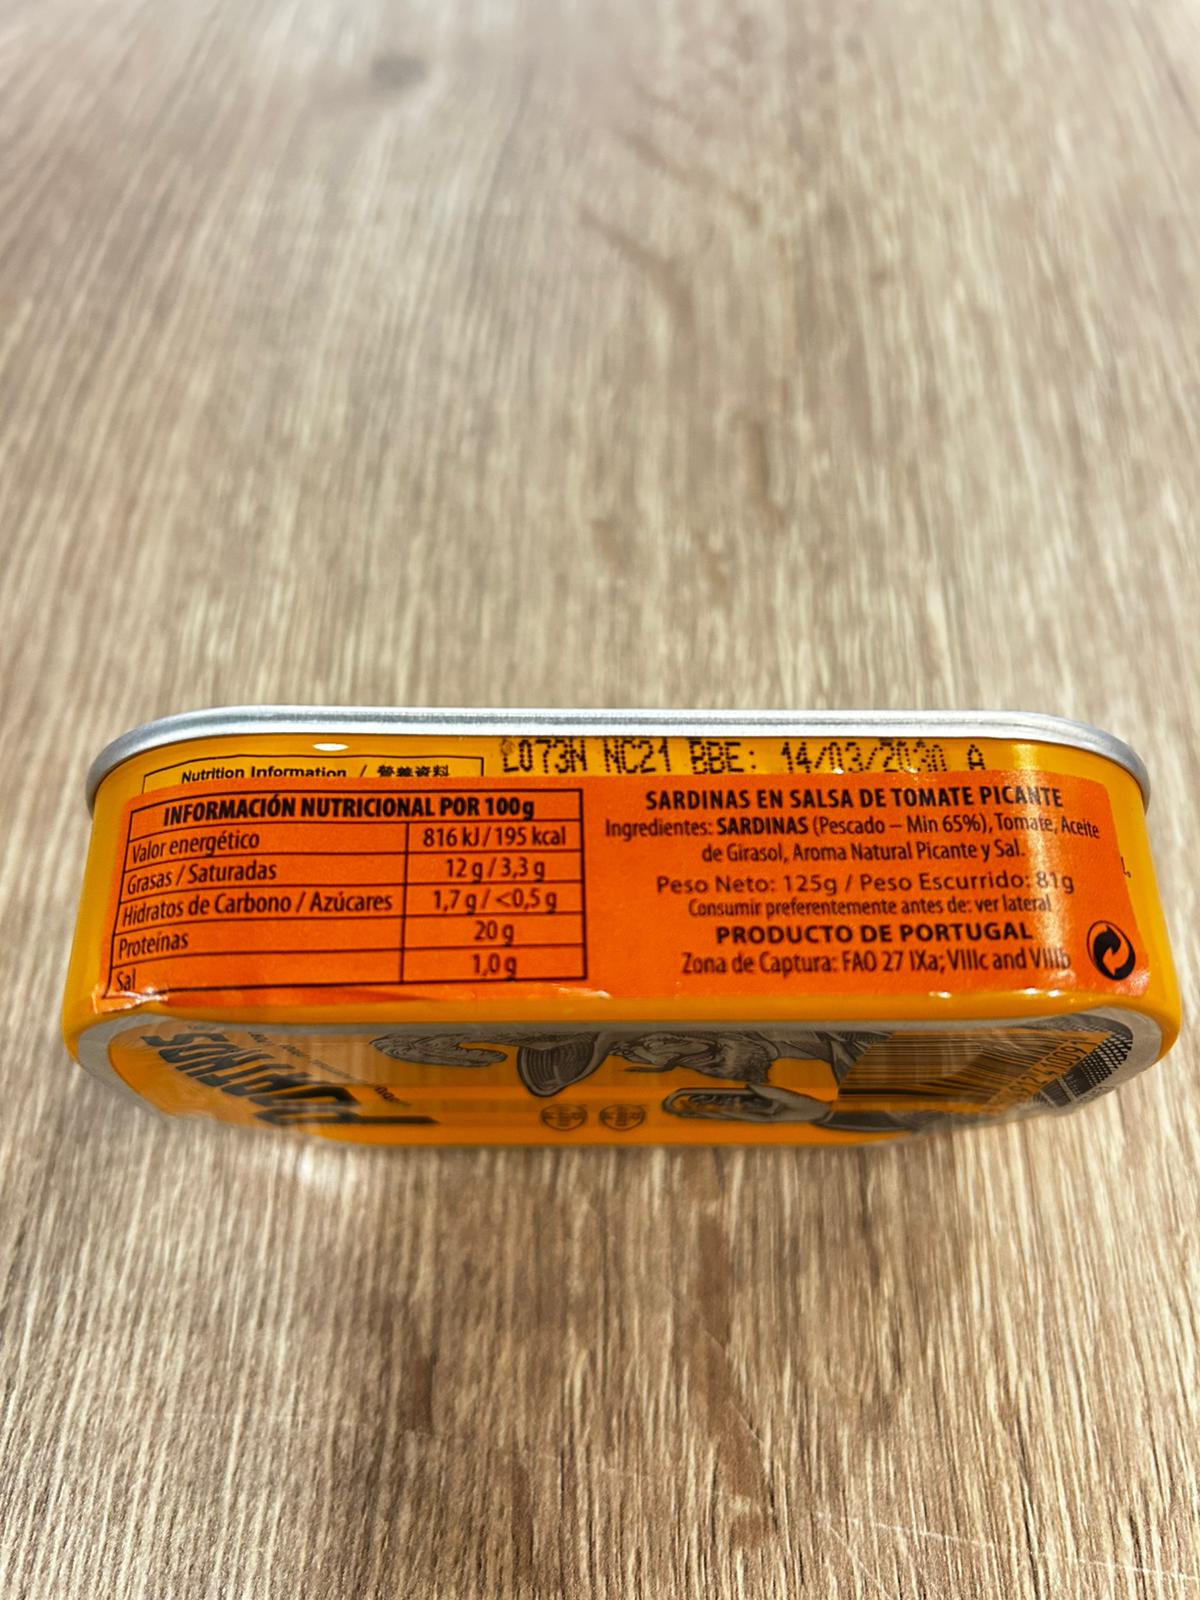 L073N NC21 BBE: 14/03/2030 A
Nutrition Information / 營養資料
INFORMACIÓN NUTRICIONAL POR 100g
Valor energético 816 kJ/195 kcal
Grasas / Saturadas 12 g/3,3 g
Hidratos de Carbono / Azúcares 1,7 g/<0,5 g
Proteínas 20 g
Sal 1,0 g
SARDINAS EN SALSA DE TOMATE PICANTE
Ingredientes: SARDINAS (Pescado – Min 65%), Tomate, Aceite
de Girasol, Aroma Natural Picante y Sal.
Peso Neto: 125g / Peso Escurrido: 81g
Consumir preferentemente antes de: ver lateral
PRODUCTO DE PORTUGAL
Zona de Captura: FAO 27 IXa; VIIIc and VIIIb